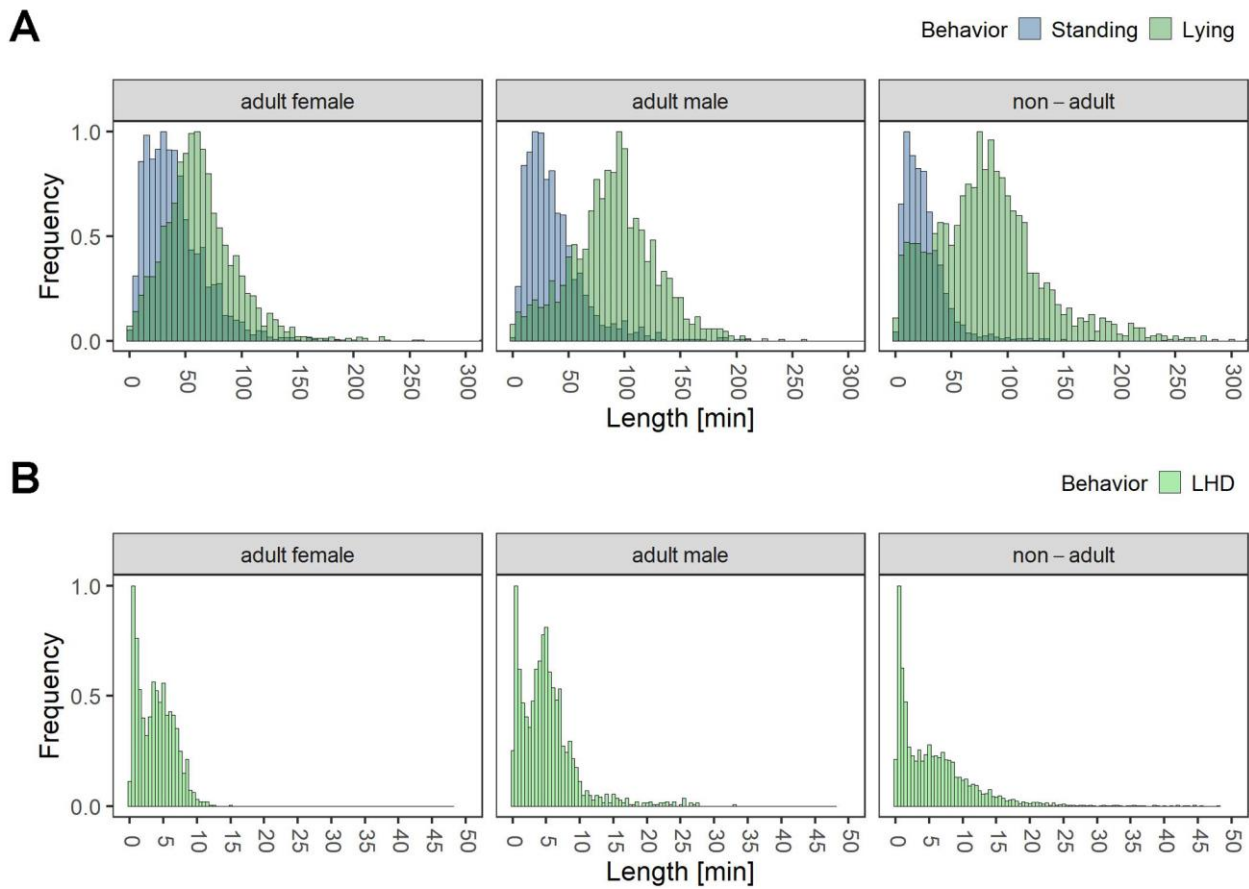 A
Behavior Standing Lying
adult female adult male non – adult
Frequency
1.0
0.5
0.0
0 50 100 150 200 250 300 0 50 100 150 200 250 300 0 50 100 150 200 250 300
Length [min]
B
Behavior LHD
adult female adult male non – adult
Frequency
1.0
0.5
0.0
0 5 10 15 20 25 30 35 40 45 50 0 5 10 15 20 25 30 35 40 45 50 0 5 10 15 20 25 30 35 40 45 50
Length [min]